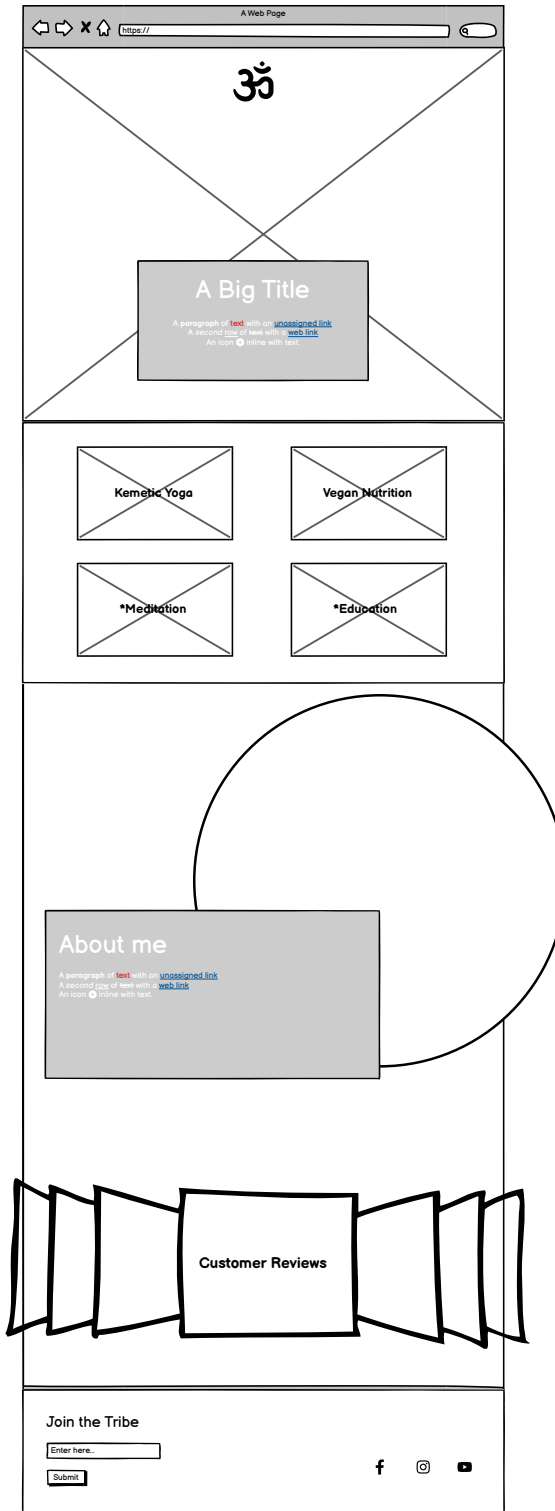 A Web Page
https://
ॐ
A Big Title
A paragraph of text with an unassigned link
A second row of text with a web link
An icon inline with text.
Kemetic Yoga
Vegan Nutrition
*Meditation
*Education
About me
A paragraph of text with an unassigned link
A second row of text with a web link
An icon inline with text.
Customer Reviews
Join the Tribe
Enter here...
Submit